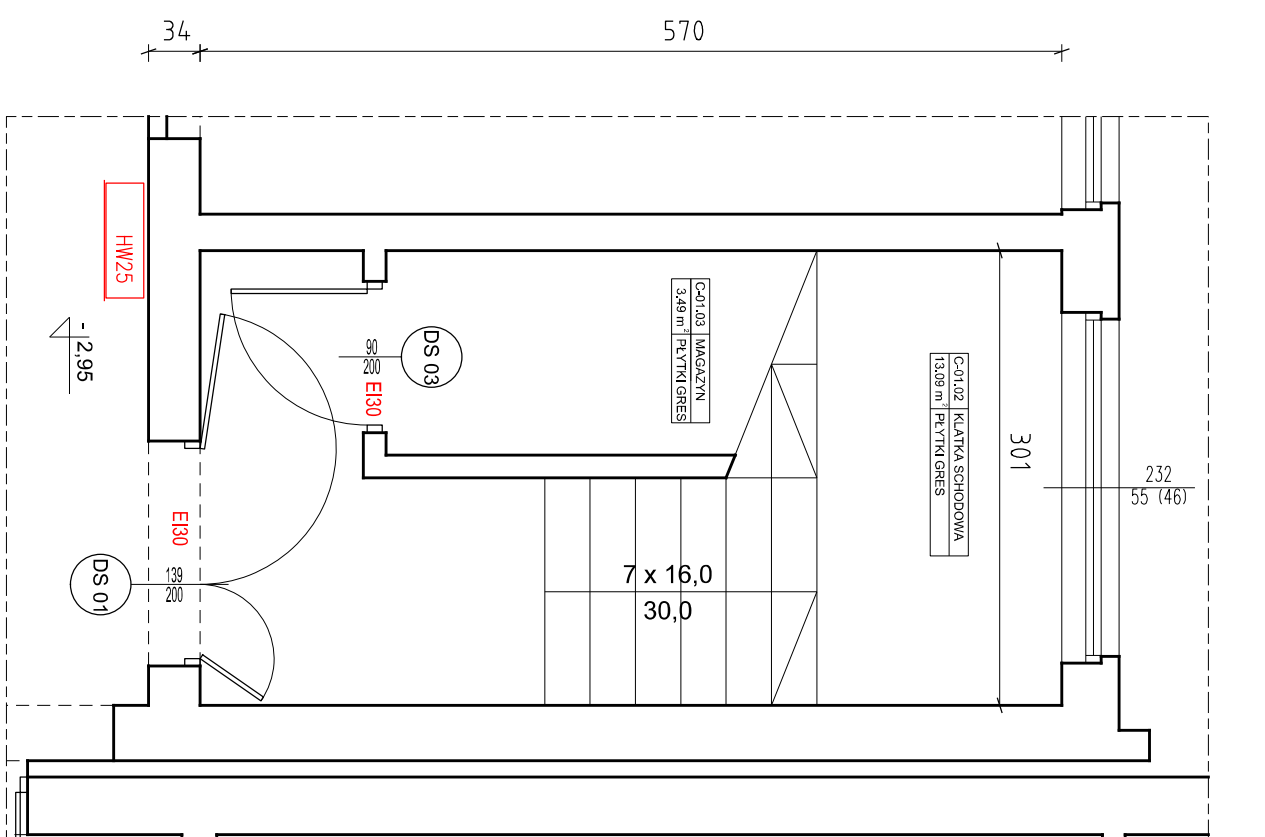 34
570
HW25
-2,95
DS 03
90
200
EI30
C-01.03 MAGAZYN
3.49 m² PŁYTKI GRES
C-01.02 KLATKA SCHODOWA
13.09 m² PŁYTKI GRES
301
232
55 (46)
EI30
DS 01
139
200
7 x 16,0
30,0